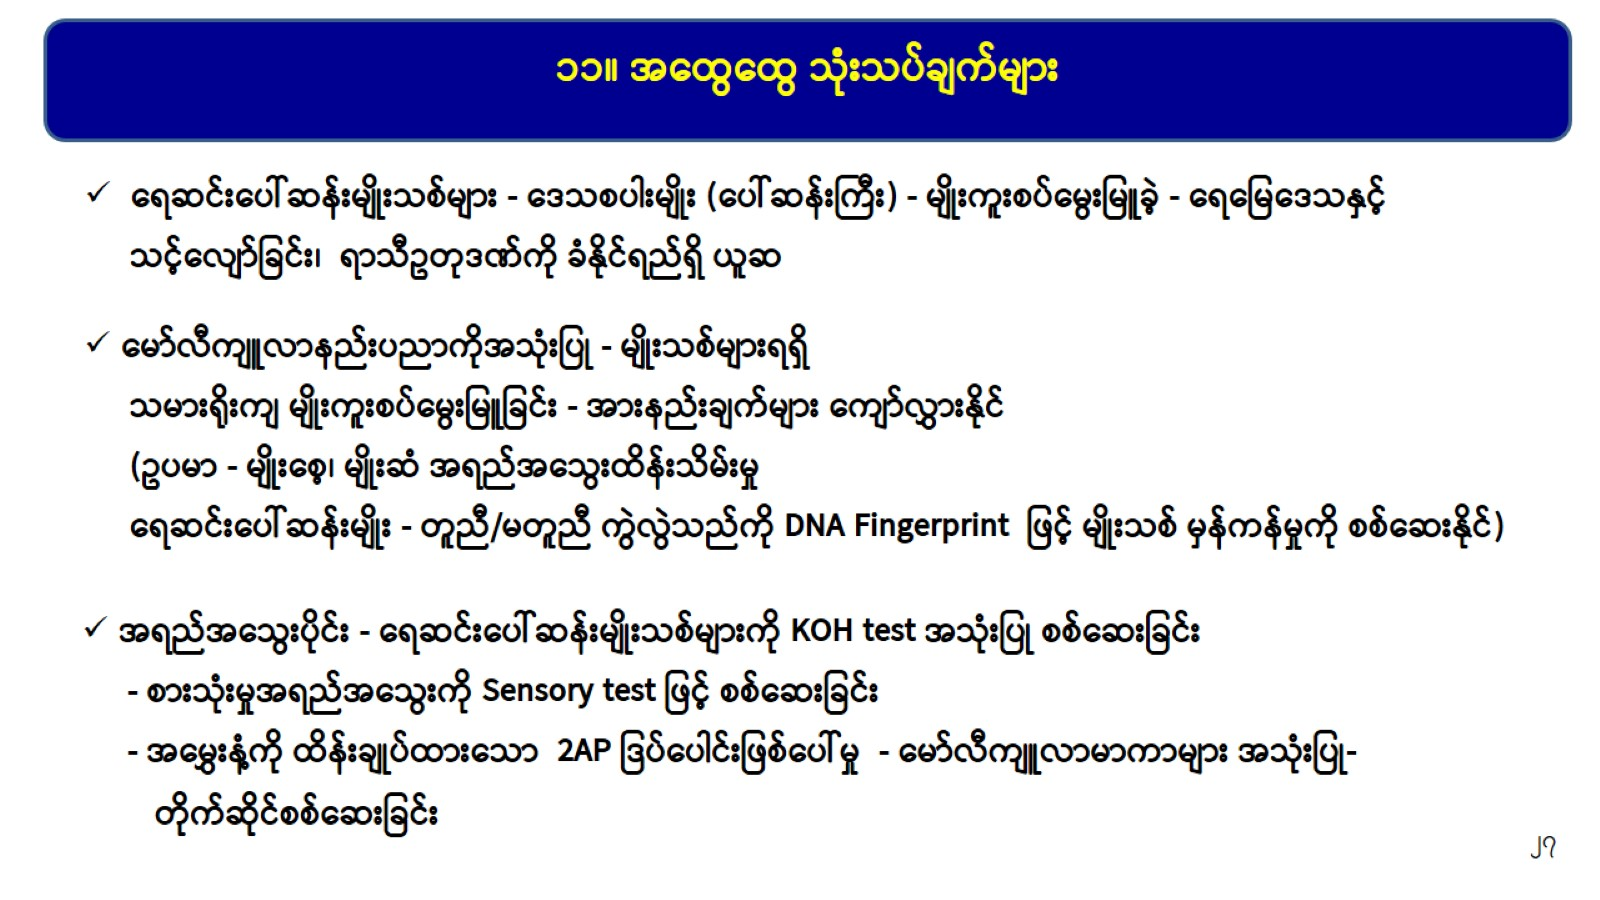 ၁၁။ အထွေထွေ သုံးသပ်ချက်များ
✓ ရေဆင်းပေါ်ဆန်းမျိုးသစ်များ - ဒေသစပါးမျိုး (ပေါ်ဆန်းကြီး) - မျိုးကူးစပ်မွေးမြူခဲ့ - ရေမြေဒေသနှင့်
သင့်လျော်ခြင်း၊ ရာသီဥတုဒဏ်ကို ခံနိုင်ရည်ရှိ ယူဆ
✓ မော်လီကျူလာနည်းပညာကိုအသုံးပြု - မျိုးသစ်များရရှိ
သမားရိုးကျ မျိုးကူးစပ်မွေးမြူခြင်း - အားနည်းချက်များ ကျော်လွှားနိုင်
(ဥပမာ - မျိုးစေ့၊ မျိုးဆံ အရည်အသွေးထိန်းသိမ်းမှု
ရေဆင်းပေါ်ဆန်းမျိုး - တူညီ/မတူညီ ကွဲလွဲသည်ကို DNA Fingerprint ဖြင့် မျိုးသစ် မှန်ကန်မှုကို စစ်ဆေးနိုင်)
✓ အရည်အသွေးပိုင်း - ရေဆင်းပေါ်ဆန်းမျိုးသစ်များကို KOH test အသုံးပြု စစ်ဆေးခြင်း
- စားသုံးမှုအရည်အသွေးကို Sensory test ဖြင့် စစ်ဆေးခြင်း
- အမွှေးနံ့ကို ထိန်းချုပ်ထားသော 2AP ဒြပ်ပေါင်းဖြစ်ပေါ်မှု - မော်လီကျူလာမာကာများ အသုံးပြု-
တိုက်ဆိုင်စစ်ဆေးခြင်း
၂၇